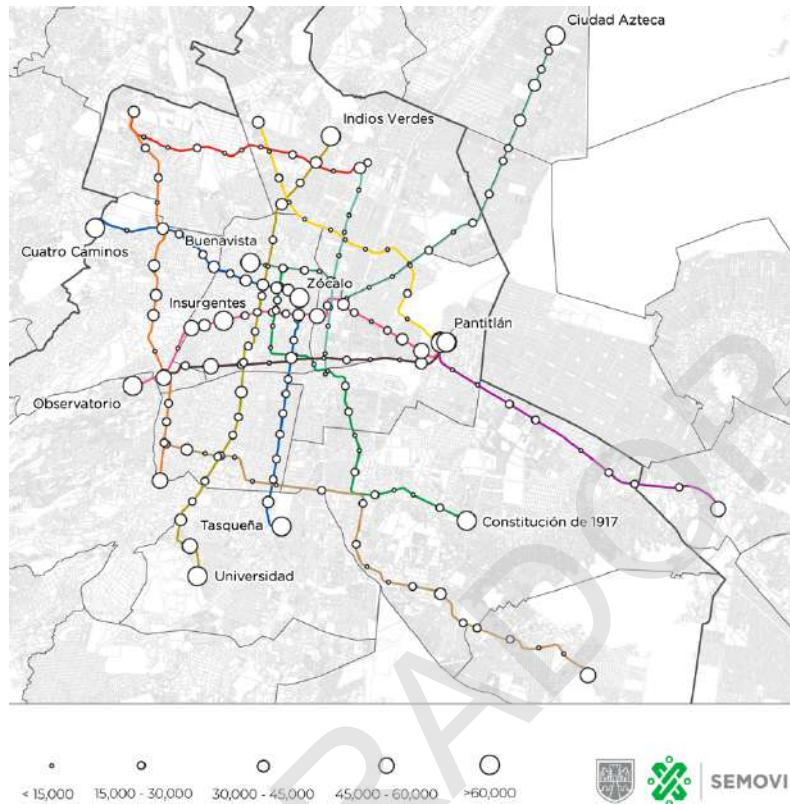 Ciudad Azteca
Indios Verdes
Cuatro Caminos
Buenavista
Zócalo
Insurgentes
Pantitlán
Observatorio
Tasqueña
Constitución de 1917
Universidad
< 15,000
15,000 - 30,000
30,000 - 45,000
45,000 - 60,000
>60,000
SEMOVI
RADOR